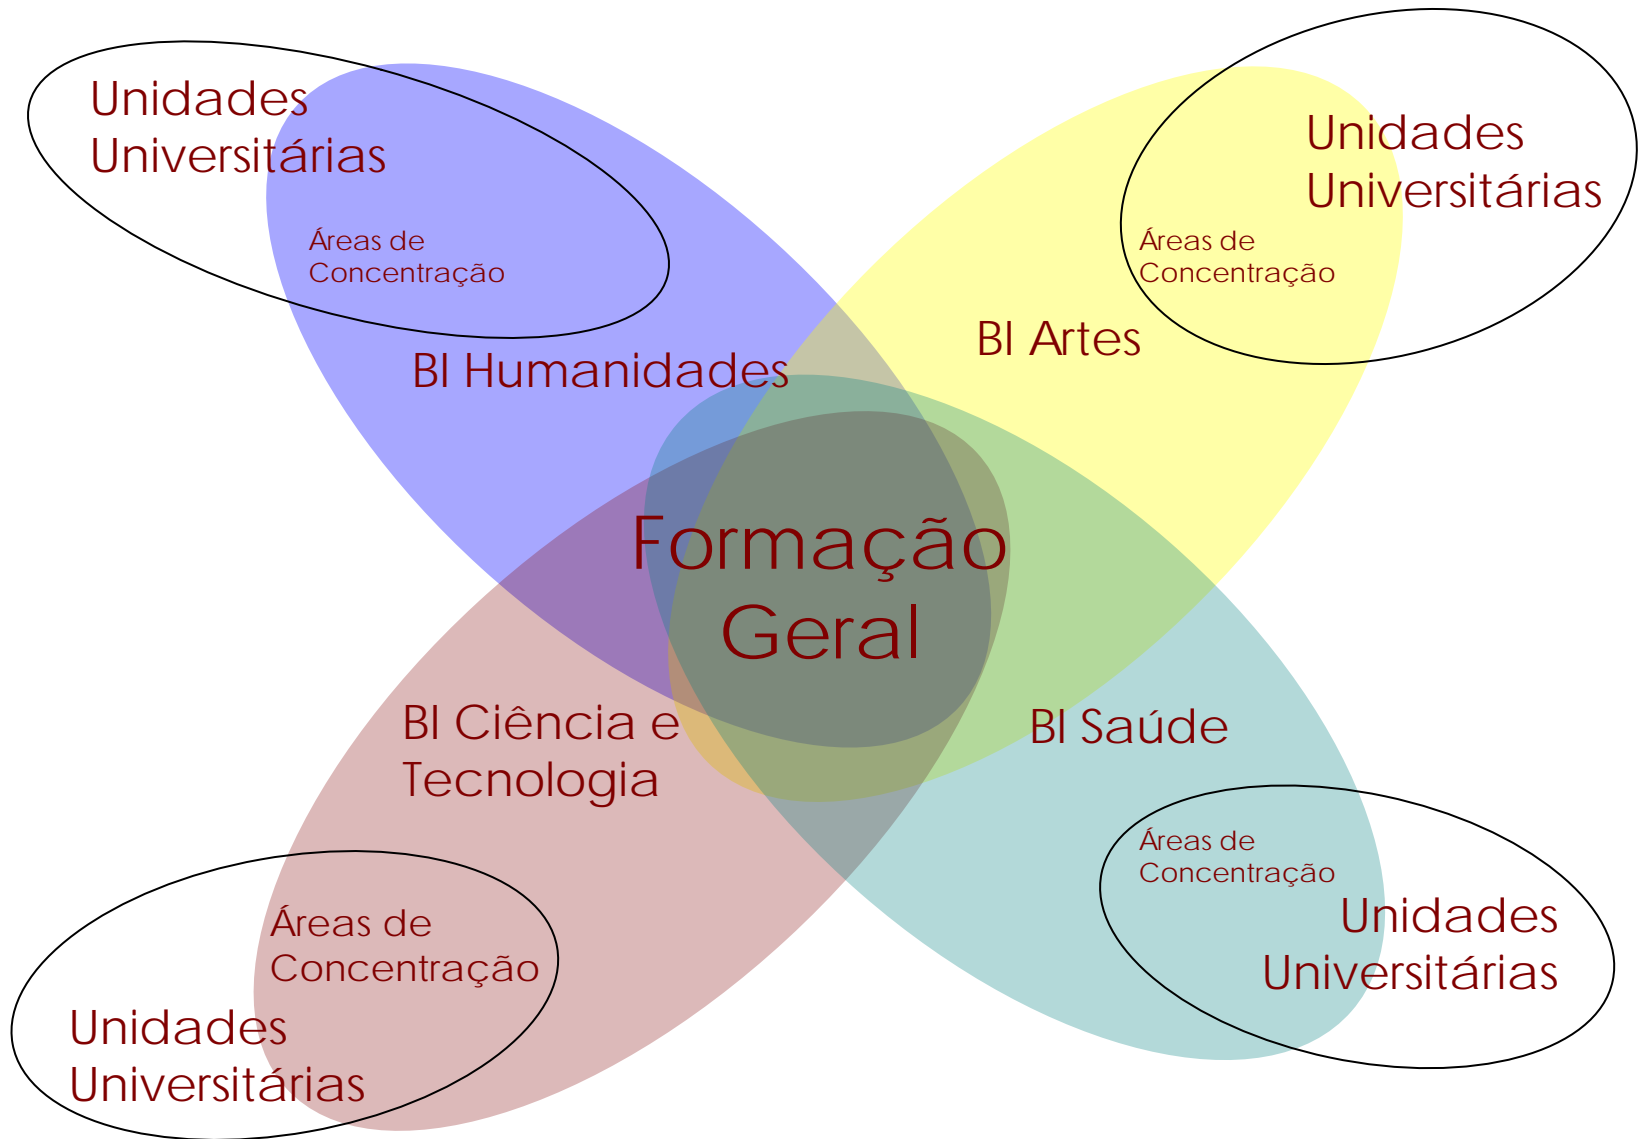 Unidades
Universitárias
Áreas de
Concentração
BI Humanidades
Unidades
Universitárias
Áreas de
Concentração
BI Artes
Formação
Geral
BI Ciência e
Tecnologia
Áreas de
Concentração
Unidades
Universitárias
BI Saúde
Áreas de
Concentração
Unidades
Universitárias